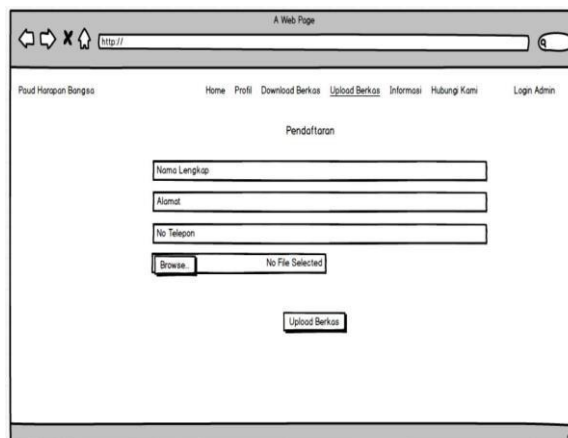 A Web Page
http://
Paud Harapan Bangsa Home Profil Download Berkas Upload Berkas Informasi Hubungi Kami Login Admin
Pendaftaran
Nama Lengkap
Alamat
No Telepon
Browse.. No File Selected
Upload Berkas